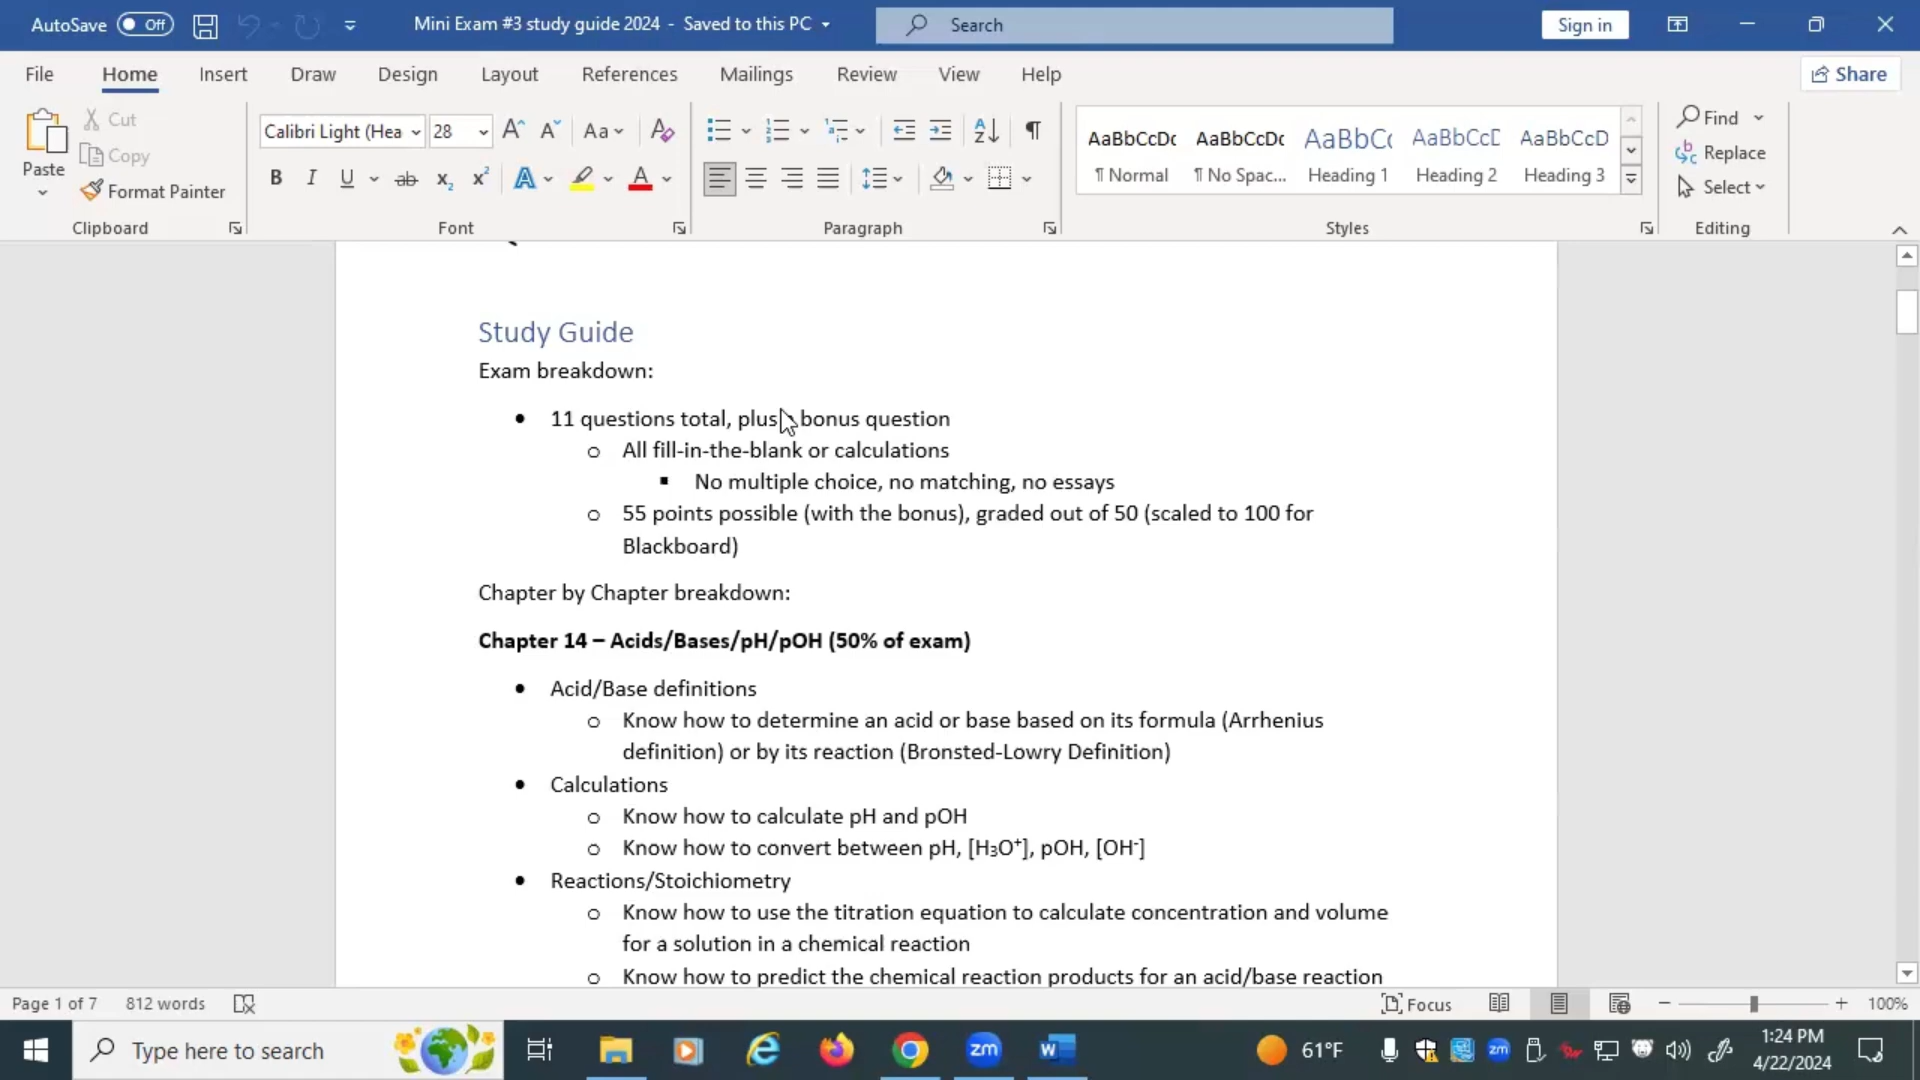 AutoSave Off Mini Exam #3 study guide 2024 - Saved to this PC Search Sign in
File Home Insert Draw Design Layout References Mailings Review View Help Share
Paste Cut Copy Format Painter
Calibri Light (Hea 28 Aa
B I U ab x₂ x² A A
AaBbCcDc AaBbCcDc AaBbC( AaBbCcE AaBbCcD
¶ Normal ¶ No Spac... Heading 1 Heading 2 Heading 3
Find Replace Select
Clipboard Font Paragraph Styles Editing
Study Guide
Exam breakdown:
• 11 questions total, plus bonus question
o All fill-in-the-blank or calculations
▪ No multiple choice, no matching, no essays
o 55 points possible (with the bonus), graded out of 50 (scaled to 100 for
Blackboard)
Chapter by Chapter breakdown:
Chapter 14 – Acids/Bases/pH/pOH (50% of exam)
• Acid/Base definitions
o Know how to determine an acid or base based on its formula (Arrhenius
definition) or by its reaction (Bronsted-Lowry Definition)
• Calculations
o Know how to calculate pH and pOH
o Know how to convert between pH, [H₃O⁺], pOH, [OH⁻]
• Reactions/Stoichiometry
o Know how to use the titration equation to calculate concentration and volume
for a solution in a chemical reaction
o Know how to predict the chemical reaction products for an acid/base reaction
Page 1 of 7 812 words Focus 100%
Type here to search zm W 61°F zm 1:24 PM
4/22/2024